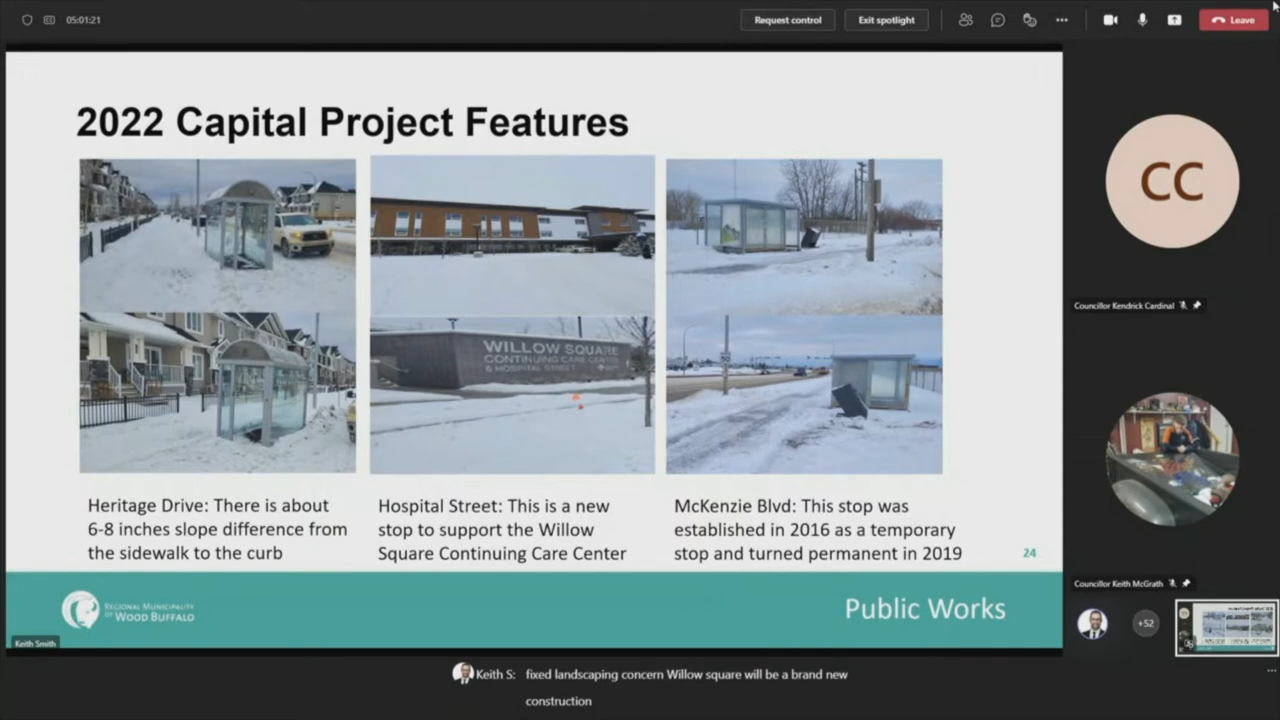 05:01:21
Request control
Exit spotlight
Leave
2022 Capital Project Features
WILLOW SQUARE
CONTINUING CARE CENTRE
6 HOSPITAL STREET
Heritage Drive: There is about
6-8 inches slope difference from
the sidewalk to the curb
Hospital Street: This is a new
stop to support the Willow
Square Continuing Care Center
McKenzie Blvd: This stop was
established in 2016 as a temporary
stop and turned permanent in 2019
24
REGIONAL MUNICIPALITY
OF WOOD BUFFALO
Public Works
Keith Smith
CC
Councillor Kendrick Cardinal
Councillor Keith McGrath
+52
Keith S: fixed landscaping concern Willow square will be a brand new
construction